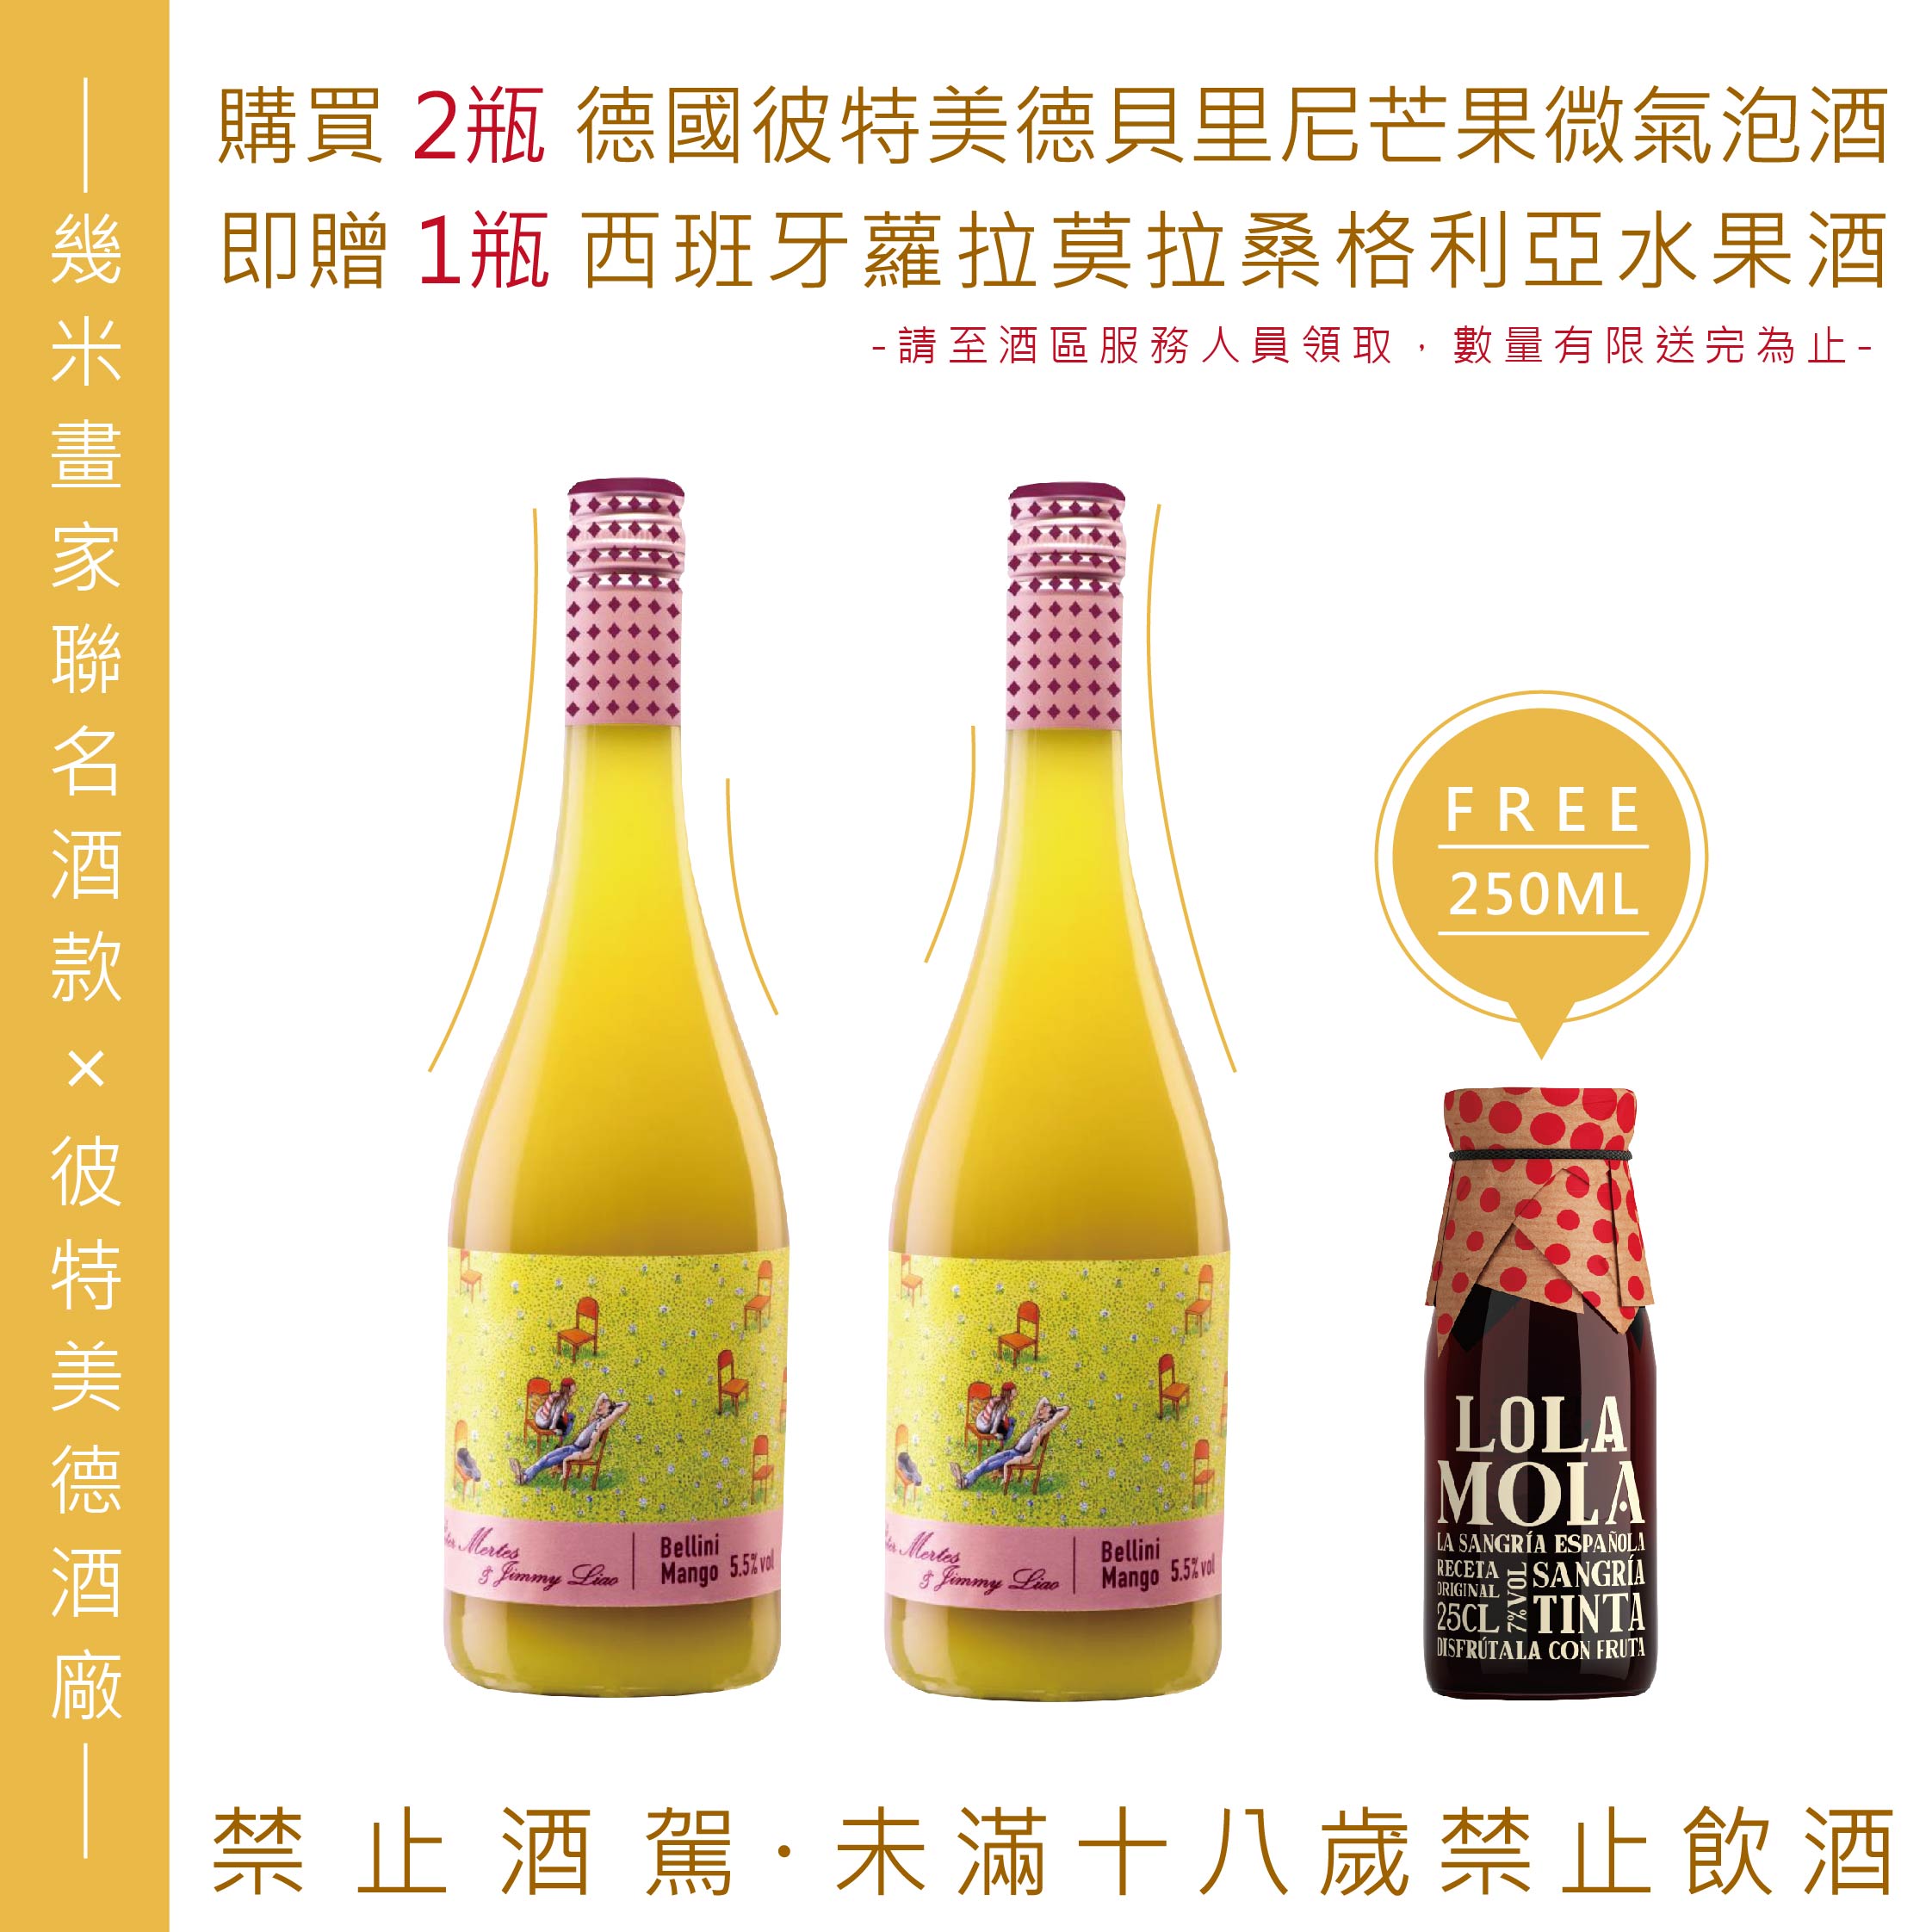 幾米畫家聯名酒款×彼特美德酒廠
購買 2瓶 德國彼特美德貝里尼芒果微氣泡酒
即贈 1瓶 西班牙蘿拉莫拉桑格利亞水果酒
-請至酒區服務人員領取，數量有限送完為止-
FREE
250ML
Mertes
& Jimmy Liao
Bellini
Mango 5.5% vol
Mertes
& Jimmy Liao
Bellini
Mango 5.5% vol
LOLA
MOLA
LA SANGRÍA ESPAÑOLA
RECETA
ORIGINAL
25CL
7%VOL
SANGRÍA
TINTA
DISFRÚTALA CON FRUTA
禁止酒駕·未滿十八歲禁止飲酒